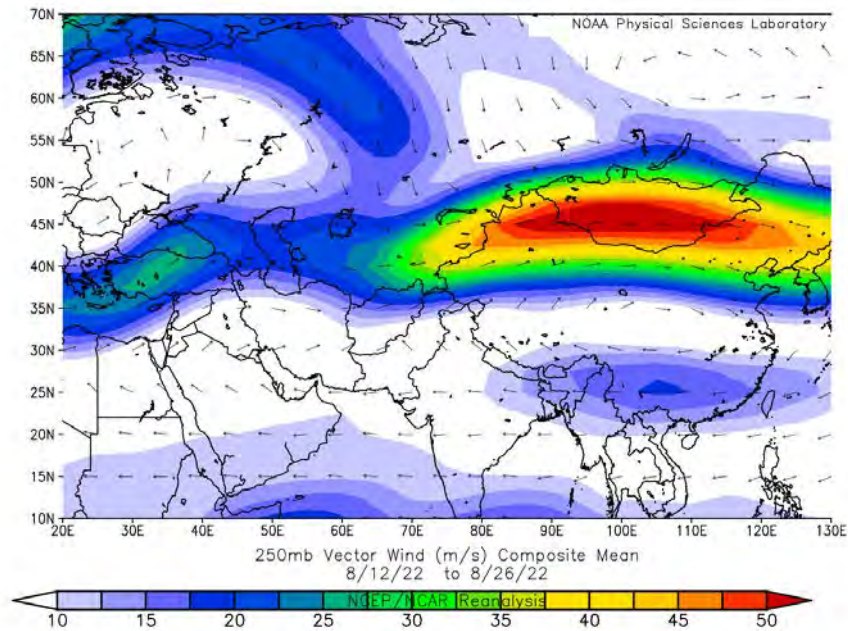 NOAA Physical Sciences Laboratory
70N
65N
60N
55N
50N
45N
40N
35N
30N
25N
20N
15N
10N
20E 30E 40E 50E 60E 70E 80E 90E 100E 110E 120E 130E
250mb Vector Wind (m/s) Composite Mean
8/12/22 to 8/26/22
NCEP/NCAR Reanalysis
10 15 20 25 30 35 40 45 50